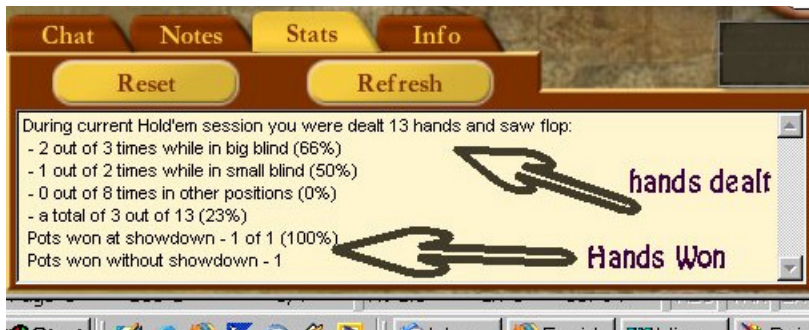 Chat Notes Stats Info
Reset Refresh
During current Hold'em session you were dealt 13 hands and saw flop:
- 2 out of 3 times while in big blind (66%)
- 1 out of 2 times while in small blind (50%)
- 0 out of 8 times in other positions (0%)
- a total of 3 out of 13 (23%)
Pots won at showdown - 1 of 1 (100%)
Pots won without showdown - 1
hands dealt
Hands Won